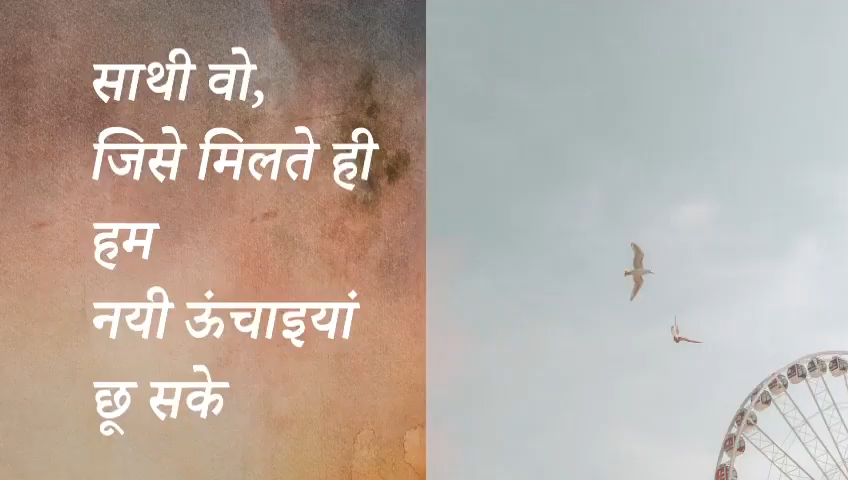 साथी वो,
जिसे मिलते ही
हम
नयी ऊंचाइयां
छू सके